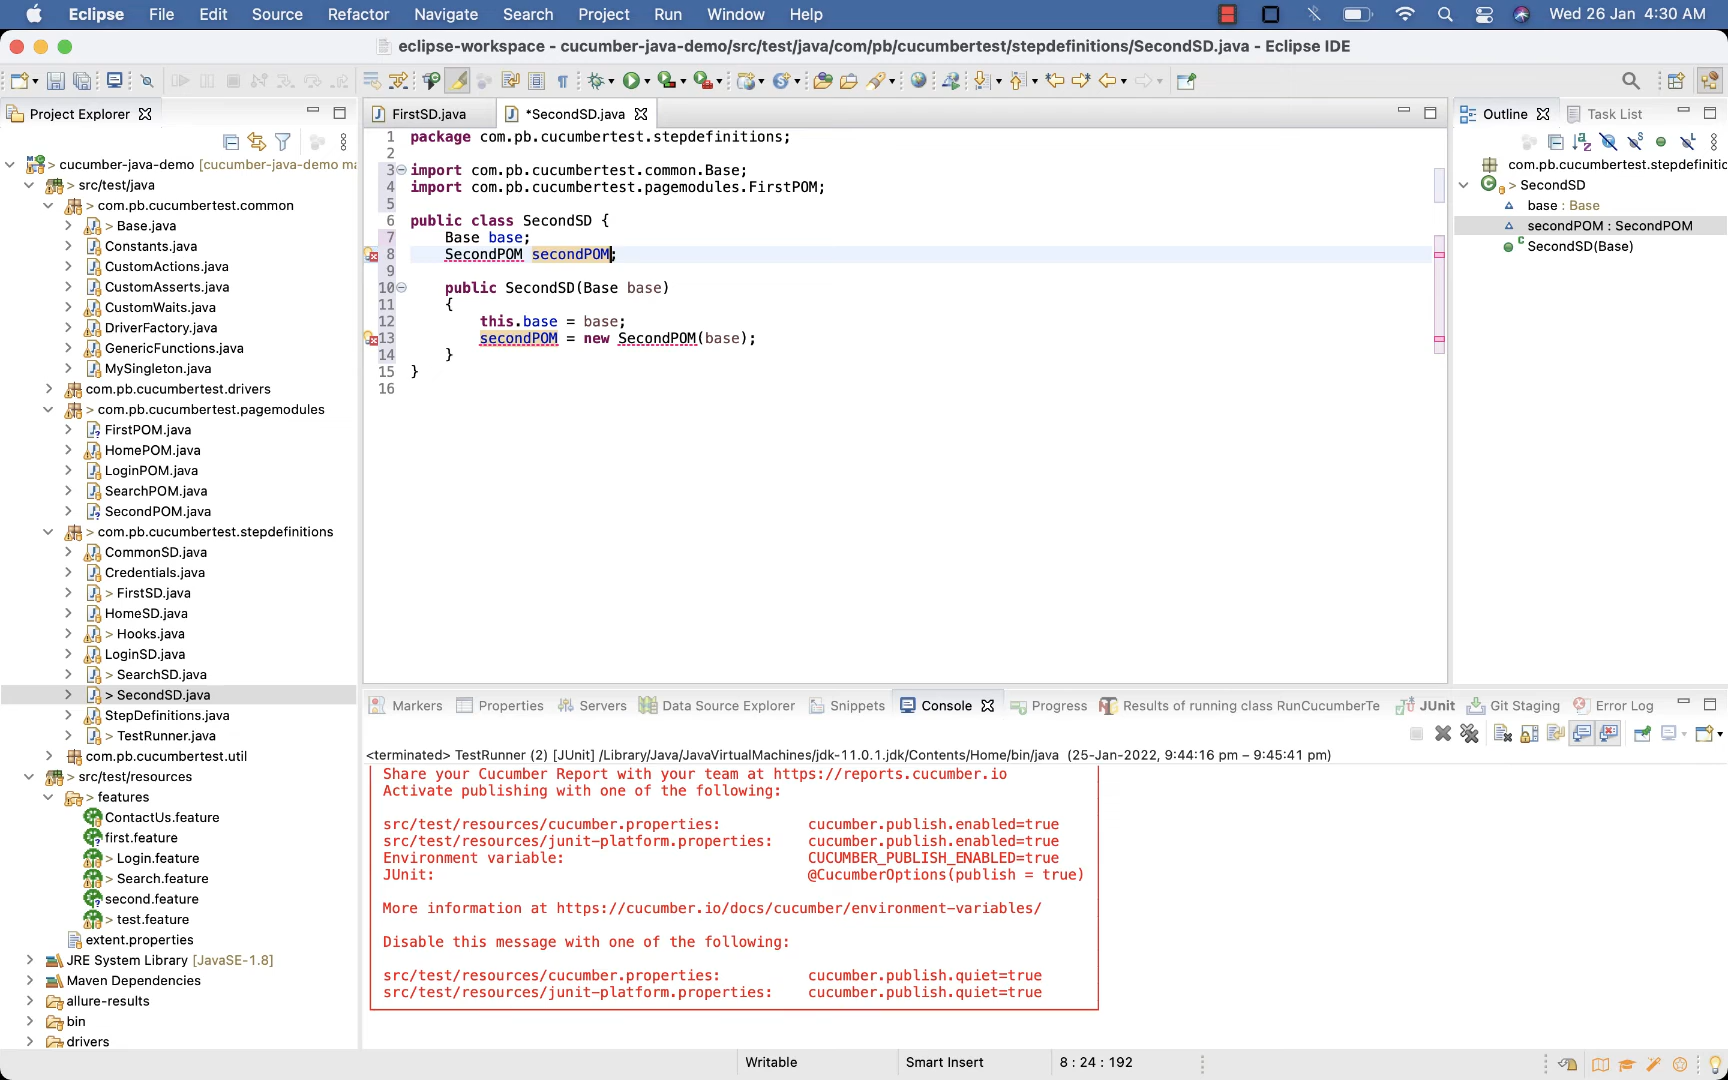 Eclipse File Edit Source Refactor Navigate Search Project Run Window Help Wed 26 Jan 4:30 AM
eclipse-workspace - cucumber-java-demo/src/test/java/com/pb/cucumbertest/stepdefinitions/SecondSD.java - Eclipse IDE
Project Explorer
> cucumber-java-demo [cucumber-java-demo ma
> src/test/java
> com.pb.cucumbertest.common
> Base.java
Constants.java
CustomActions.java
CustomAsserts.java
CustomWaits.java
DriverFactory.java
GenericFunctions.java
MySingleton.java
com.pb.cucumbertest.drivers
> com.pb.cucumbertest.pagemodules
FirstPOM.java
HomePOM.java
LoginPOM.java
SearchPOM.java
SecondPOM.java
> com.pb.cucumbertest.stepdefinitions
CommonSD.java
Credentials.java
> FirstSD.java
HomeSD.java
> Hooks.java
LoginSD.java
> SearchSD.java
> SecondSD.java
StepDefinitions.java
> TestRunner.java
com.pb.cucumbertest.util
> src/test/resources
> features
ContactUs.feature
first.feature
> Login.feature
> Search.feature
second.feature
> test.feature
extent.properties
JRE System Library [JavaSE-1.8]
Maven Dependencies
allure-results
bin
drivers
FirstSD.java *SecondSD.java
1 package com.pb.cucumbertest.stepdefinitions;
2
3 import com.pb.cucumbertest.common.Base;
4 import com.pb.cucumbertest.pagemodules.FirstPOM;
5
6 public class SecondSD {
7 Base base;
8 SecondPOM secondPOM;
9
10 public SecondSD(Base base)
11 {
12 this.base = base;
13 secondPOM = new SecondPOM(base);
14 }
15 }
16
Outline Task List
com.pb.cucumbertest.stepdefinitic
> SecondSD
base : Base
secondPOM : SecondPOM
SecondSD(Base)
Markers Properties Servers Data Source Explorer Snippets Console Progress Results of running class RunCucumberTe JUnit Git Staging Error Log
<terminated> TestRunner (2) [JUnit] /Library/Java/JavaVirtualMachines/jdk-11.0.1.jdk/Contents/Home/bin/java (25-Jan-2022, 9:44:16 pm – 9:45:41 pm)
Share your Cucumber Report with your team at https://reports.cucumber.io
Activate publishing with one of the following:
src/test/resources/cucumber.properties: cucumber.publish.enabled=true
src/test/resources/junit-platform.properties: cucumber.publish.enabled=true
Environment variable: CUCUMBER_PUBLISH_ENABLED=true
JUnit: @CucumberOptions(publish = true)
More information at https://cucumber.io/docs/cucumber/environment-variables/
Disable this message with one of the following:
src/test/resources/cucumber.properties: cucumber.publish.quiet=true
src/test/resources/junit-platform.properties: cucumber.publish.quiet=true
Writable Smart Insert 8 : 24 : 192